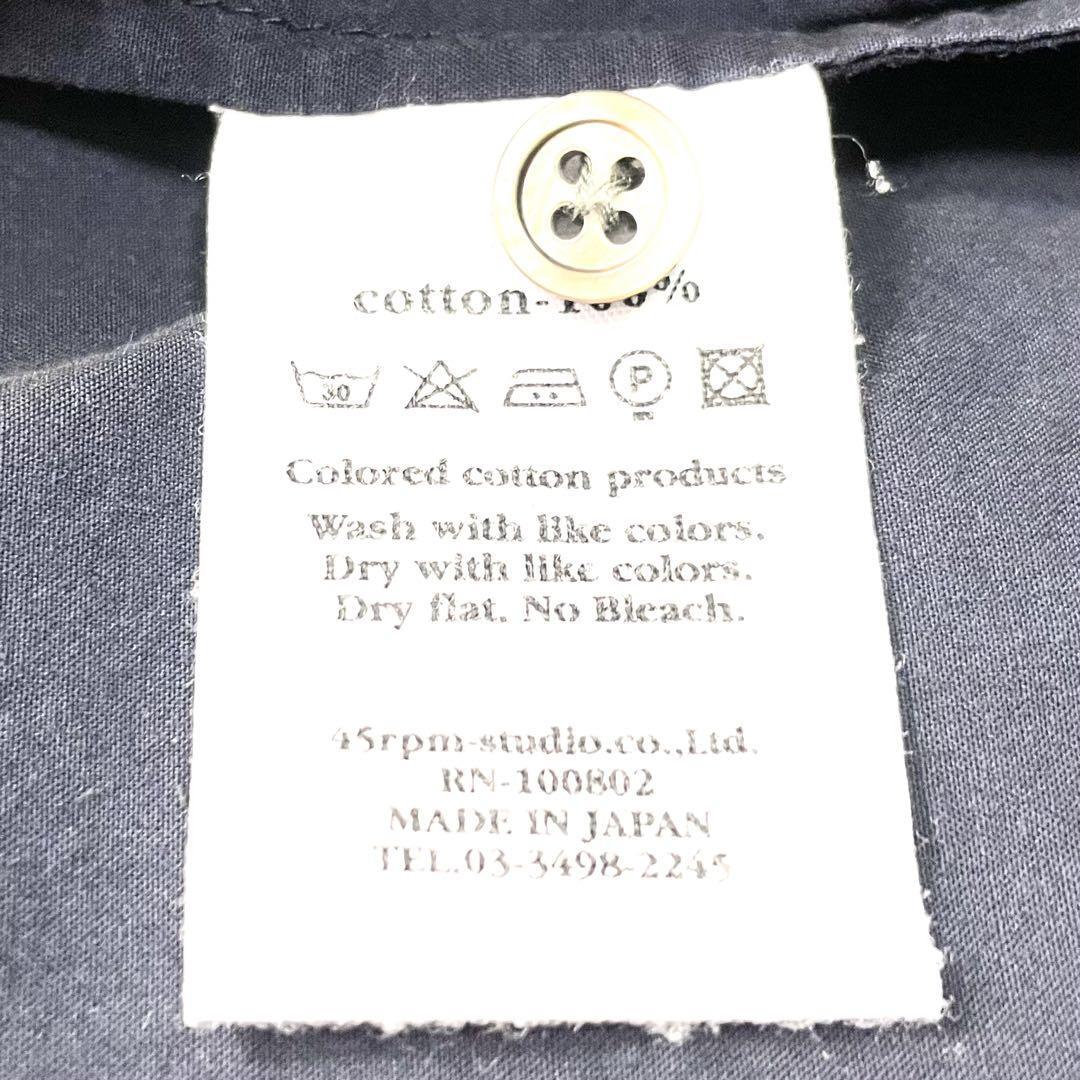 cotton-100%
30
P
Colored cotton products
Wash with like colors.
Dry with like colors.
Dry flat. No Bleach.
45rpm-studio.co.,Ltd.
RN-100802
MADE IN JAPAN
TEL.03-3498-2245